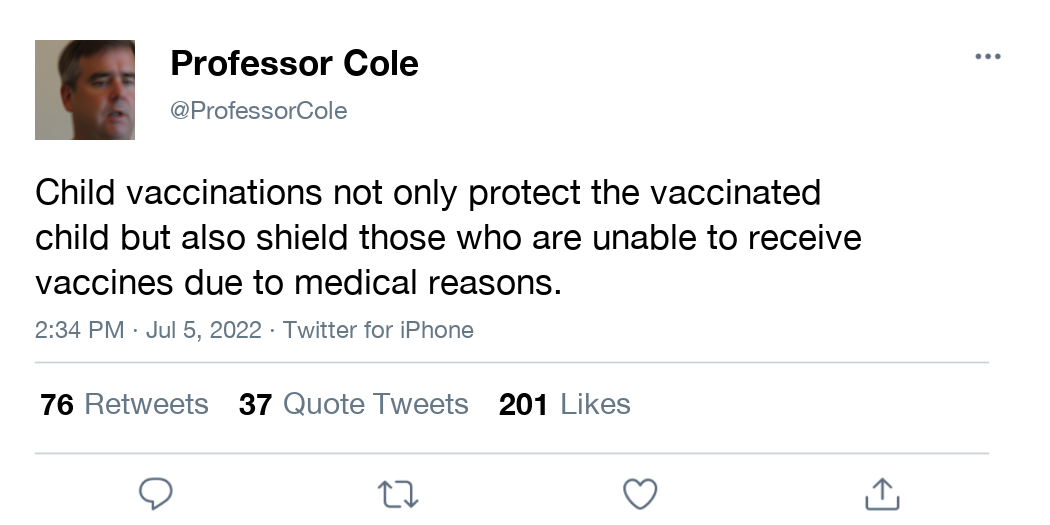 Professor Cole
@ProfessorCole
Child vaccinations not only protect the vaccinated
child but also shield those who are unable to receive
vaccines due to medical reasons.
2:34 PM · Jul 5, 2022 · Twitter for iPhone
76 Retweets 37 Quote Tweets 201 Likes